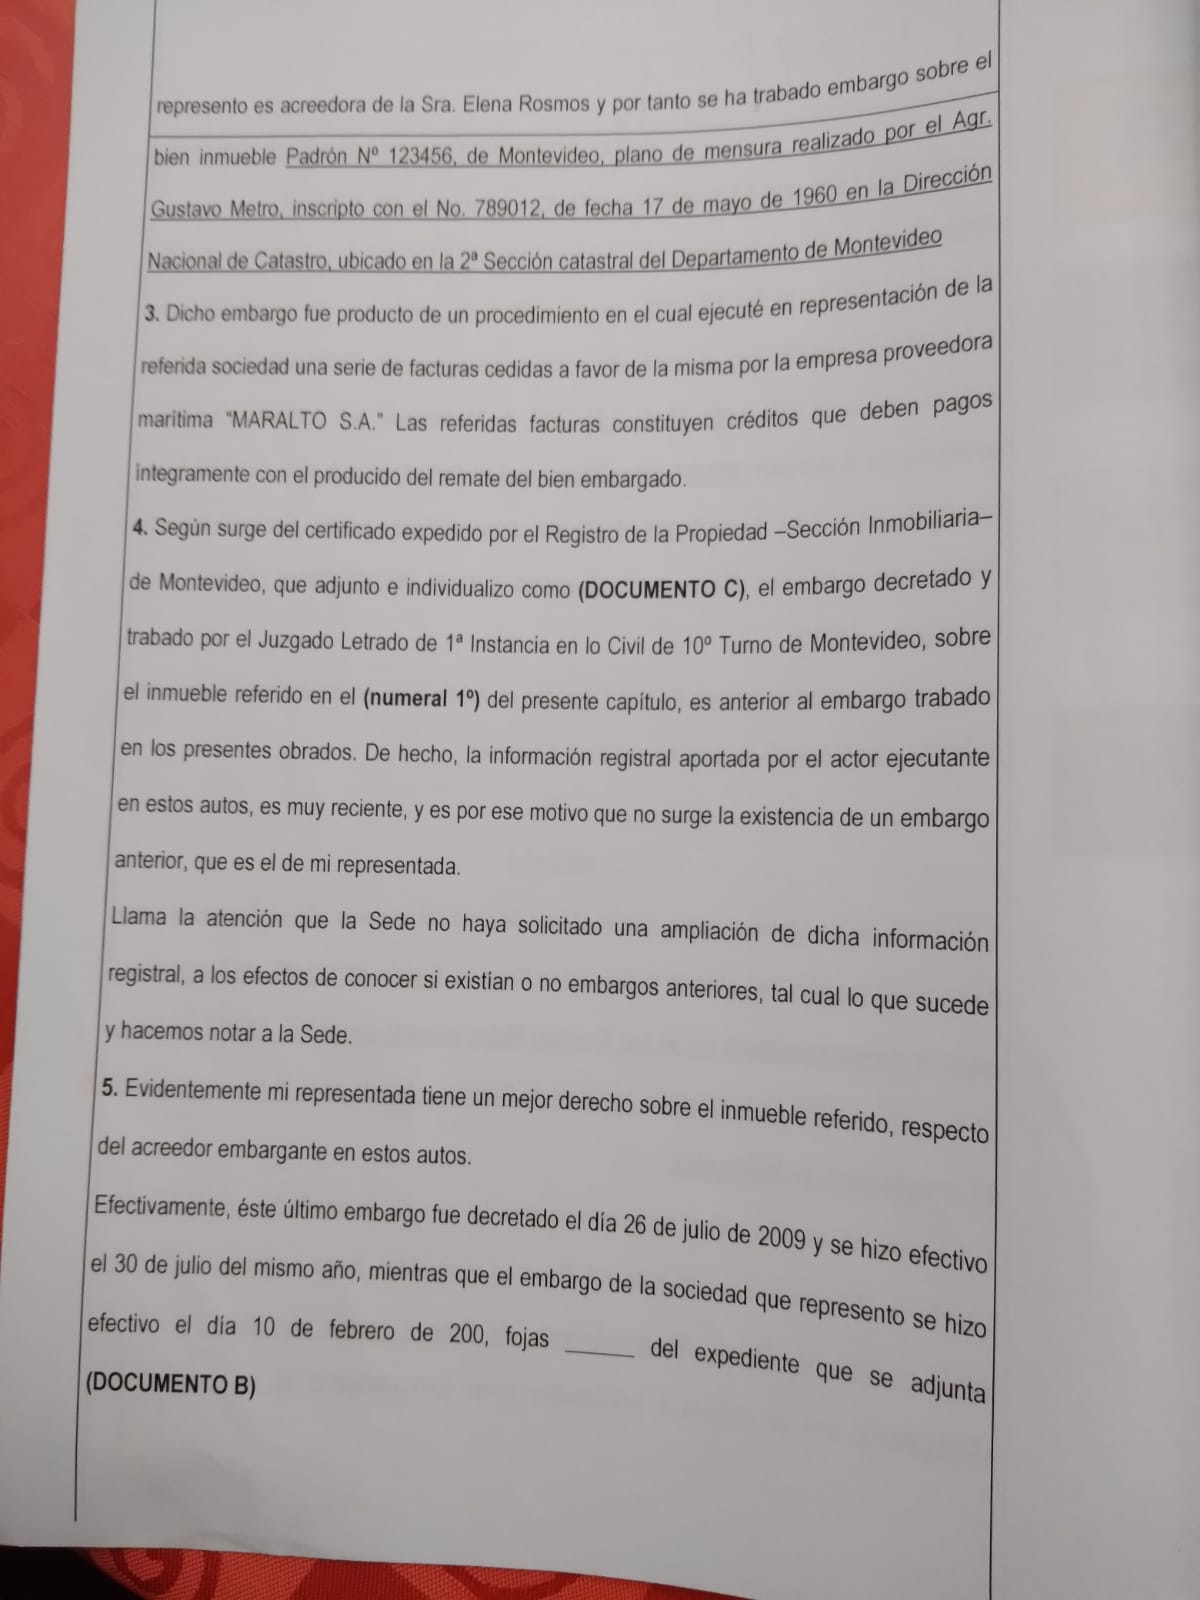 represento es acreedora de la Sra. Elena Rosmos y por tanto se ha trabado embargo sobre el
bien inmueble Padrón Nº 123456, de Montevideo, plano de mensura realizado por el Agr.
Gustavo Metro, inscripto con el No. 789012, de fecha 17 de mayo de 1960 en la Dirección
Nacional de Catastro, ubicado en la 2ª Sección catastral del Departamento de Montevideo
3. Dicho embargo fue producto de un procedimiento en el cual ejecuté en representación de la
referida sociedad una serie de facturas cedidas a favor de la misma por la empresa proveedora
marítima “MARALTO S.A.” Las referidas facturas constituyen créditos que deben pagos
íntegramente con el producido del remate del bien embargado.
4. Según surge del certificado expedido por el Registro de la Propiedad –Sección Inmobiliaria–
de Montevideo, que adjunto e individualizo como (DOCUMENTO C), el embargo decretado y
trabado por el Juzgado Letrado de 1ª Instancia en lo Civil de 10º Turno de Montevideo, sobre
el inmueble referido en el (numeral 1º) del presente capítulo, es anterior al embargo trabado
en los presentes obrados. De hecho, la información registral aportada por el actor ejecutante
en estos autos, es muy reciente, y es por ese motivo que no surge la existencia de un embargo
anterior, que es el de mi representada.
Llama la atención que la Sede no haya solicitado una ampliación de dicha información
registral, a los efectos de conocer si existían o no embargos anteriores, tal cual lo que sucede
y hacemos notar a la Sede.
5. Evidentemente mi representada tiene un mejor derecho sobre el inmueble referido, respecto
del acreedor embargante en estos autos.
Efectivamente, éste último embargo fue decretado el día 26 de julio de 2009 y se hizo efectivo
el 30 de julio del mismo año, mientras que el embargo de la sociedad que represento se hizo
efectivo el día 10 de febrero de 200, fojas ______ del expediente que se adjunta
(DOCUMENTO B)